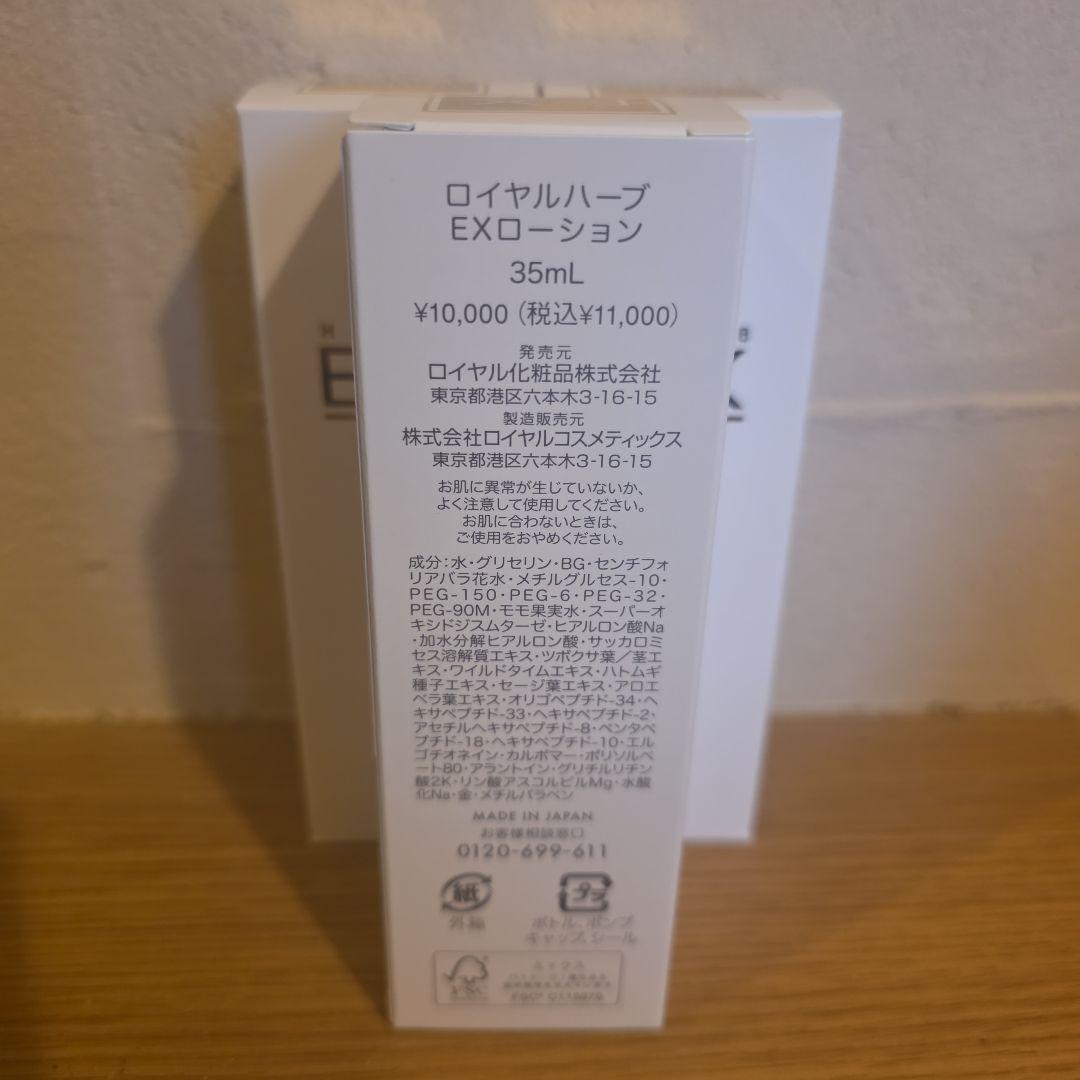 ロイヤルハーブ
EXローション
35mL
¥10,000（税込¥11,000）
発売元
ロイヤル化粧品株式会社
東京都港区六本木3-16-15
製造販売元
株式会社ロイヤルコスメティックス
東京都港区六本木3-16-15
お肌に異常が生じていないか、
よく注意して使用してください。
お肌に合わないときは、
ご使用をおやめください。
成分：水・グリセリン・BG・センチフォ
リアバラ花水・メチルグルセス-10・
PEG-150・PEG-6・PEG-32・
PEG-90M・モモ果実水・スーパーオ
キシドジスムターゼ・ヒアルロン酸Na
・加水分解ヒアルロン酸・サッカロミ
セス溶解質エキス・ツボクサ葉／茎エ
キス・ワイルドタイムエキス・ハトムギ
種子エキス・セージ葉エキス・アロエ
ベラ葉エキス・オリゴペプチド-34・ヘ
キサペプチド-33・ヘキサペプチド-2・
アセチルヘキサペプチド-8・ペンタペ
プチド-18・ヘキサペプチド-10・エル
ゴチオネイン・カルボマー・ポリソルベ
ート80・アラントイン・グリチルリチン
酸2K・リン酸アスコルビルMg・水酸
化Na・金・メチルパラベン
MADE IN JAPAN
お客様相談窓口
0120-699-611
紙
プラ
外箱
ボトル、ポンプ
キャップ、シール
ミックス
FSC
H
E
B
X